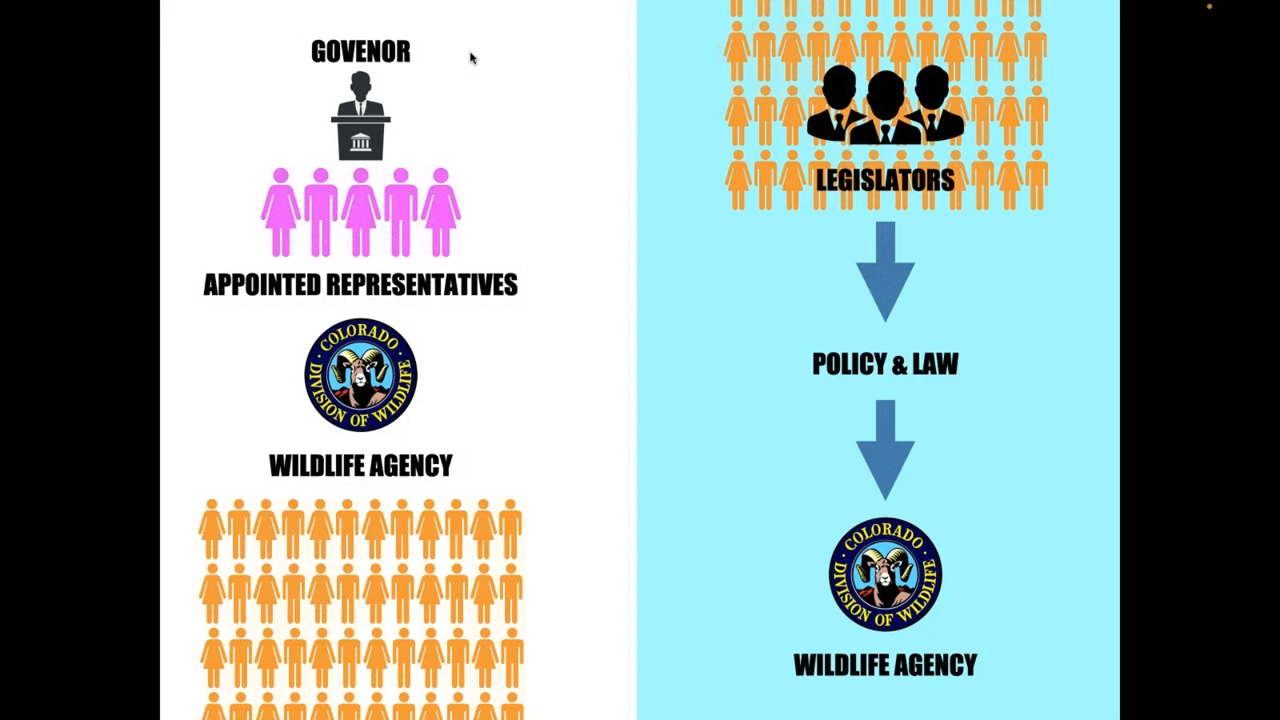 GOVENOR
APPOINTED REPRESENTATIVES
COLORADO
DIVISION OF WILDLIFE
WILDLIFE AGENCY
LEGISLATORS
POLICY & LAW
COLORADO
DIVISION OF WILDLIFE
WILDLIFE AGENCY